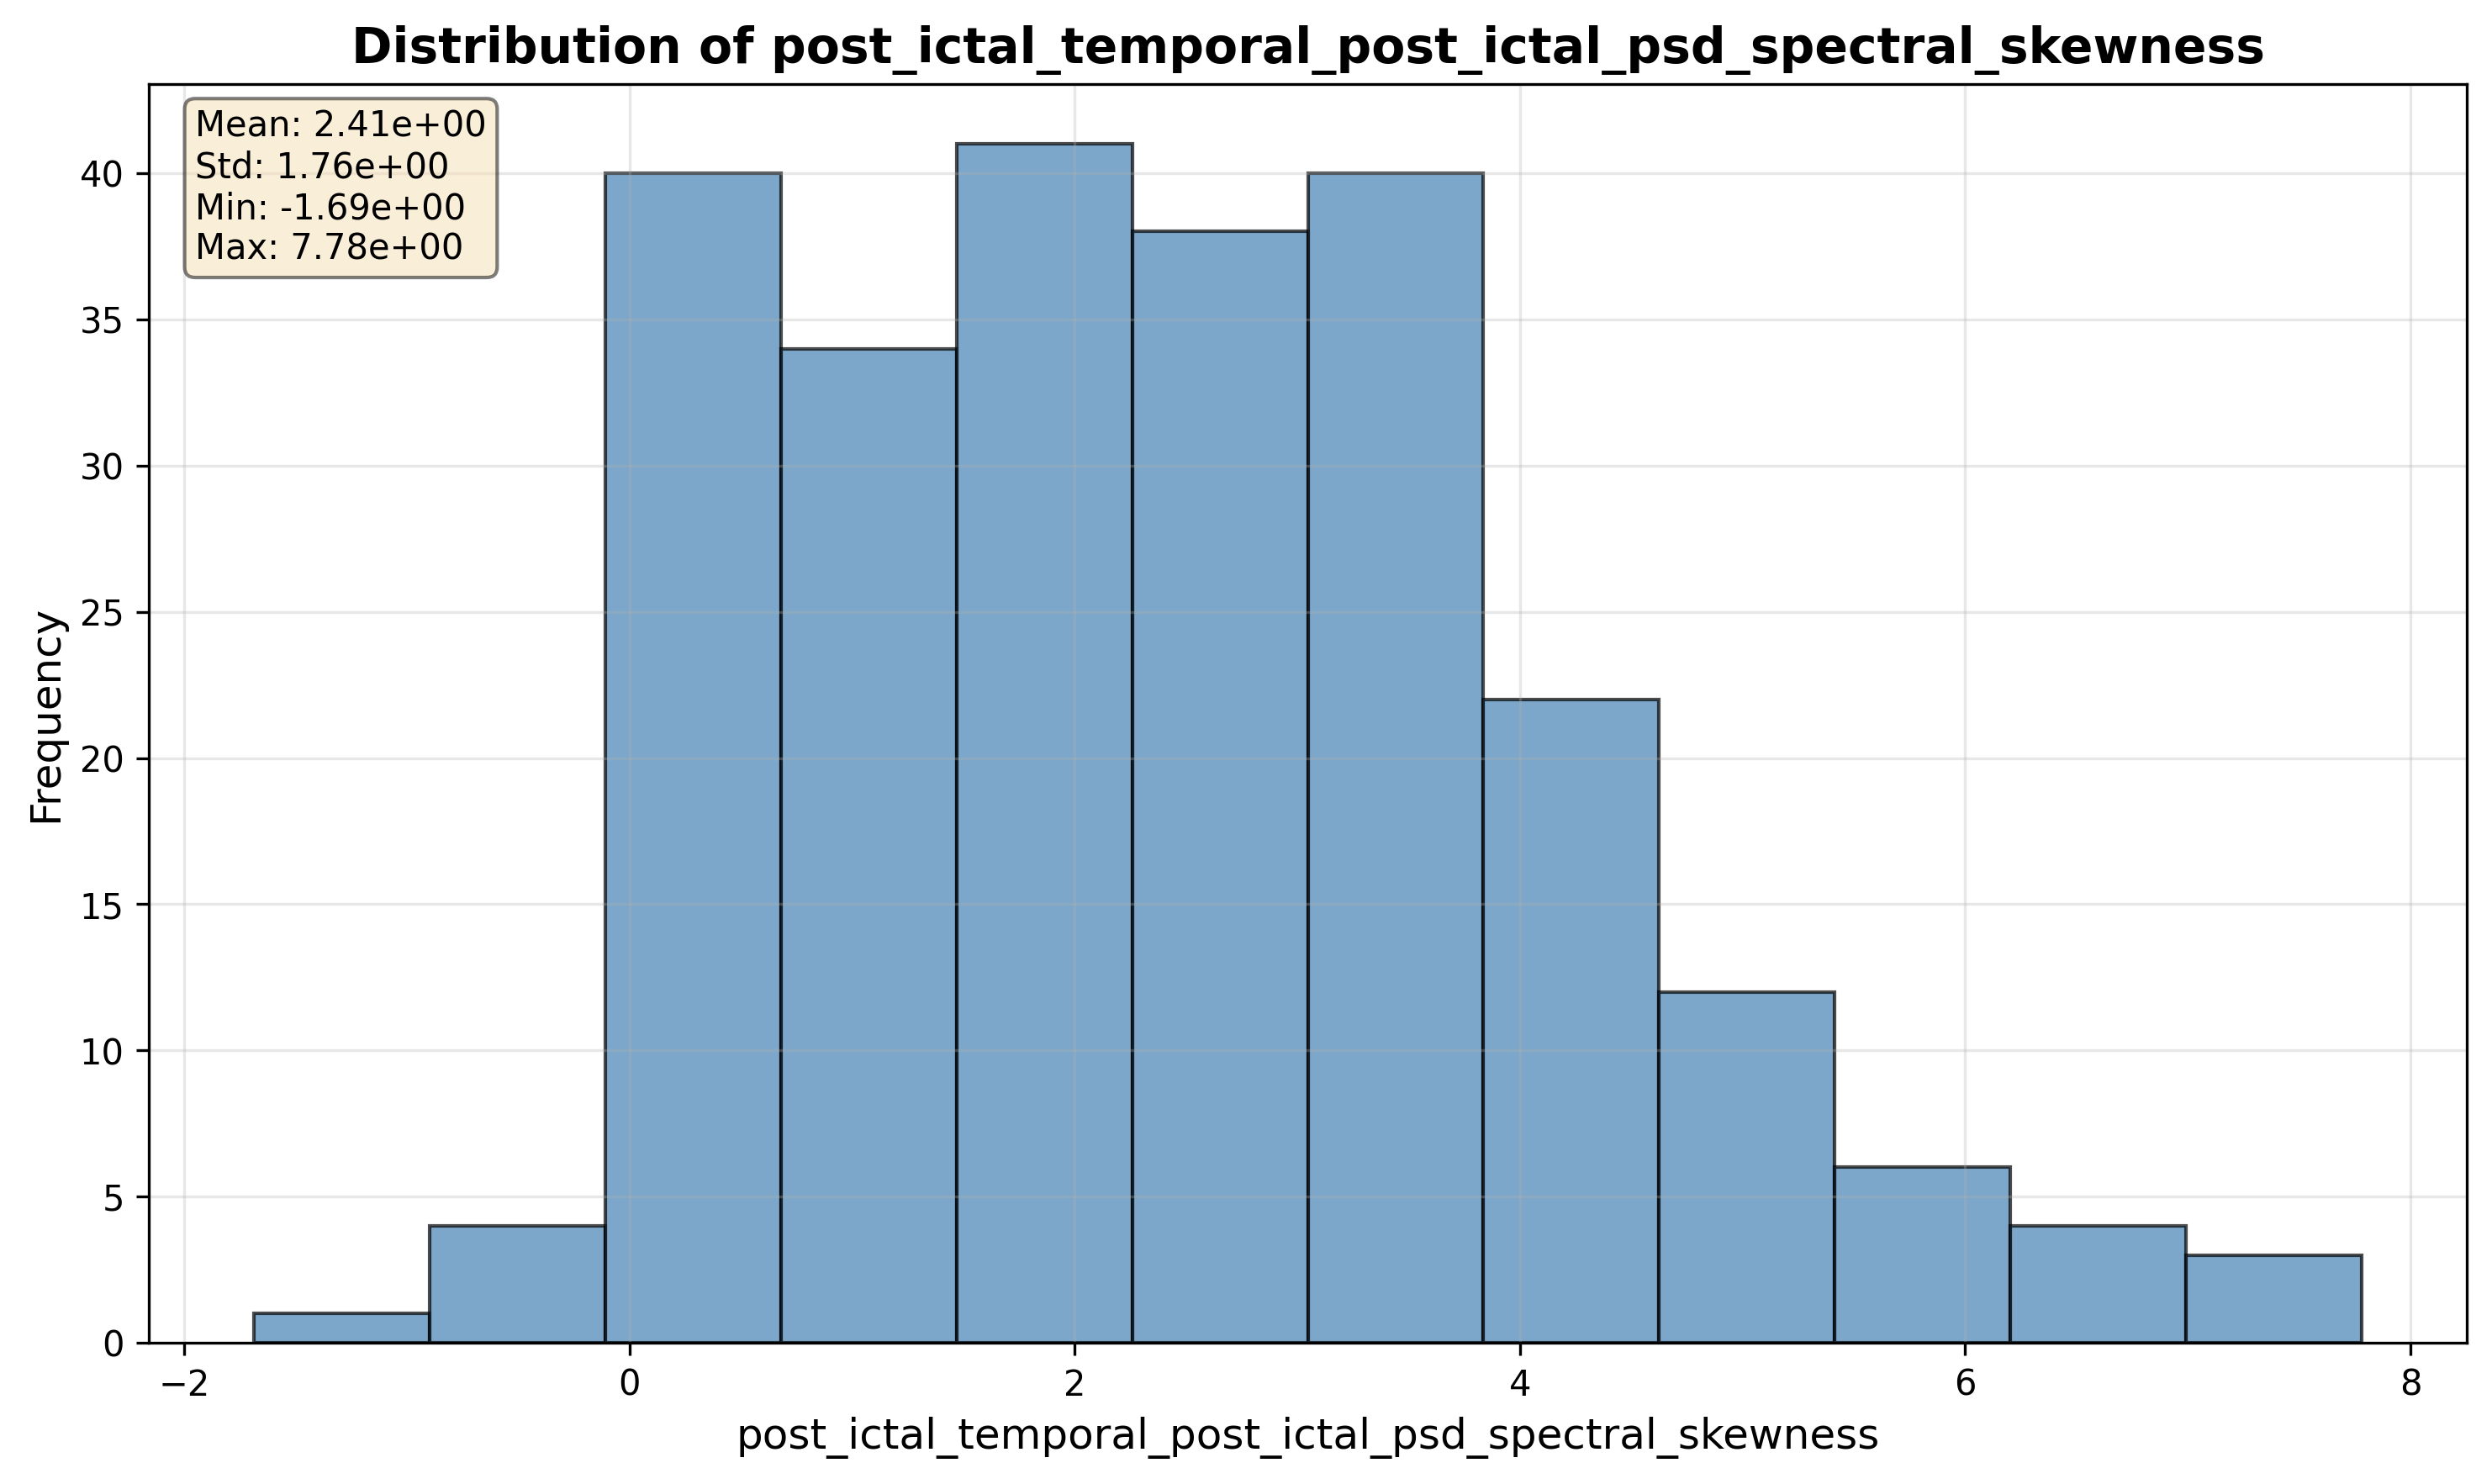 Distribution of post_ictal_temporal_post_ictal_psd_spectral_skewness
Mean: 2.41e+00
Std: 1.76e+00
Min: -1.69e+00
Max: 7.78e+00
Frequency
40
35
30
25
20
15
10
5
0
−2 0 2 4 6 8
post_ictal_temporal_post_ictal_psd_spectral_skewness